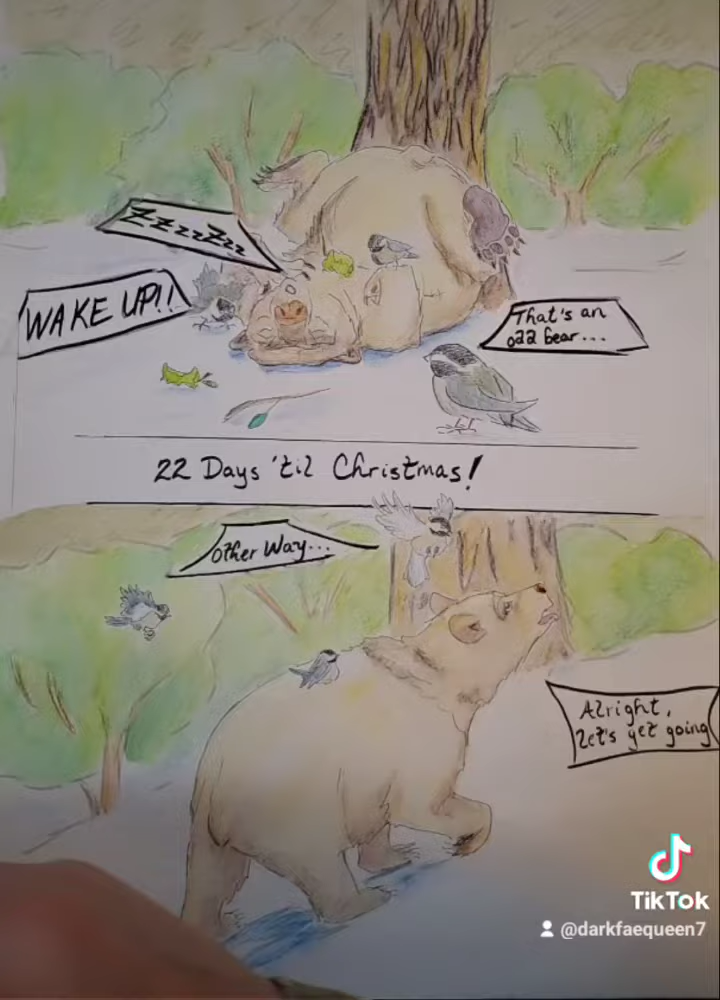 ZzzzZzz
WAKE UP!!
That's an
odd bear...
22 Days 'til Christmas!
Other Way...
Alright,
let's get going
TikTok
@darkfaequeen7